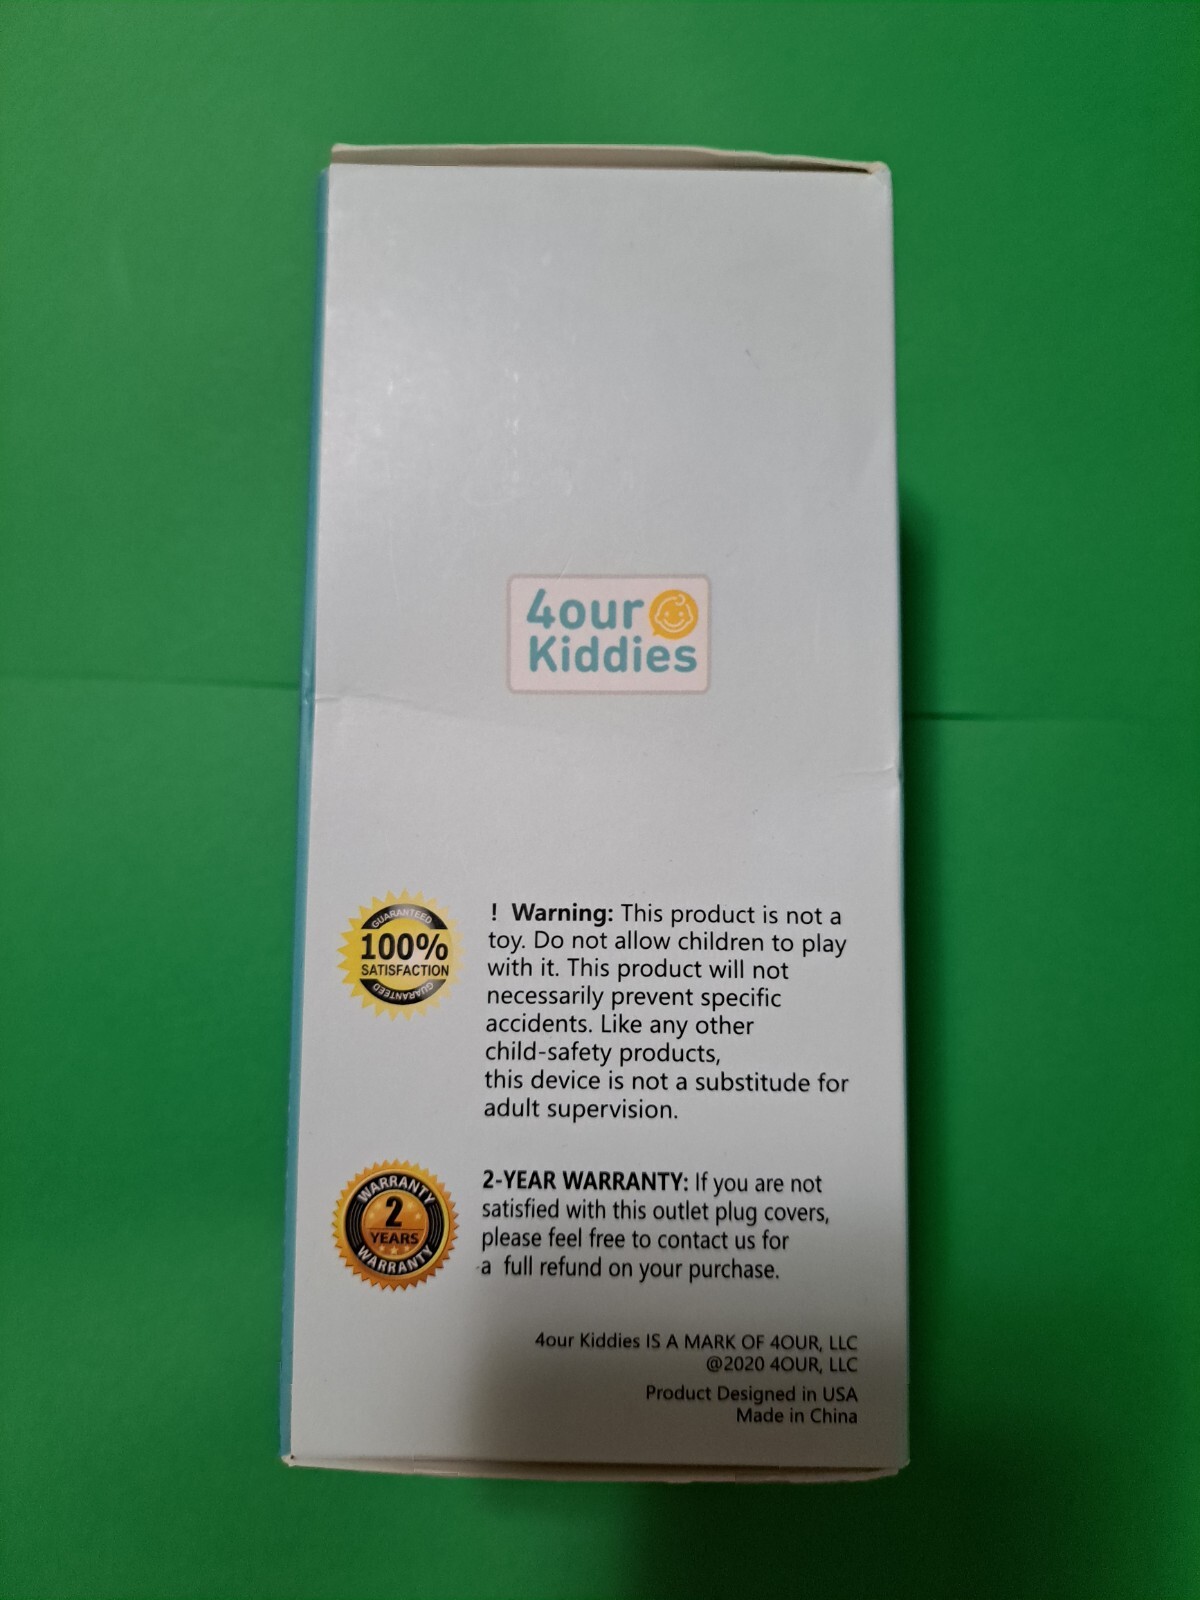 4our
Kiddies
GUARANTEED
100%
SATISFACTION
GUARANTEED
! Warning: This product is not a
toy. Do not allow children to play
with it. This product will not
necessarily prevent specific
accidents. Like any other
child-safety products,
this device is not a substitude for
adult supervision.
WARRANTY
2
YEARS
WARRANTY
2-YEAR WARRANTY: If you are not
satisfied with this outlet plug covers,
please feel free to contact us for
a full refund on your purchase.
4our Kiddies IS A MARK OF 4OUR, LLC
@2020 4OUR, LLC
Product Designed in USA
Made in China